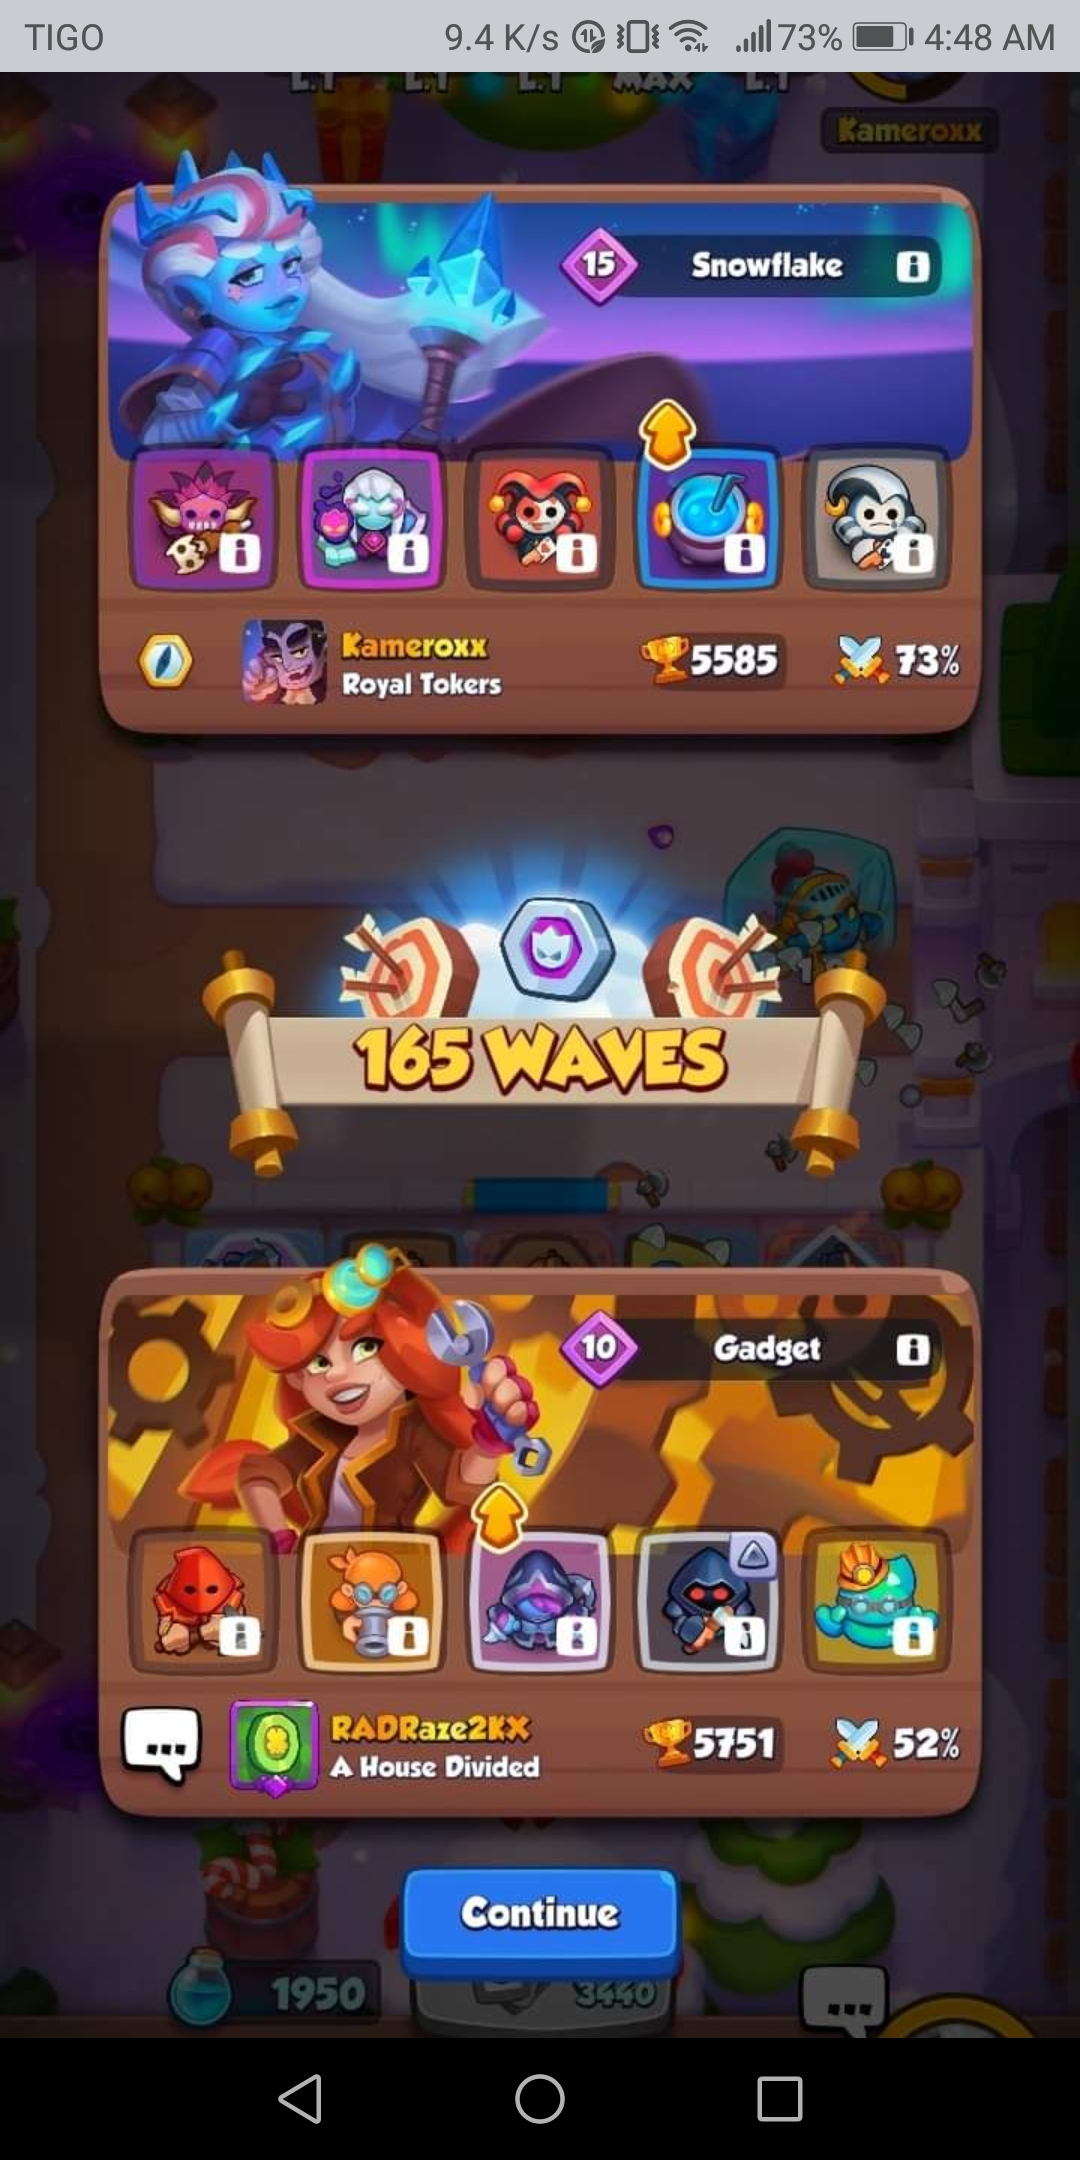 TIGO 9.4 K/s 73% 4:48 AM
MAX
Kameroxx
15 Snowflake
Kameroxx
Royal Tokers
5585 73%
165 WAVES
10 Gadget
RADRaze2KX
A House Divided
5751 52%
Continue
1950 3440